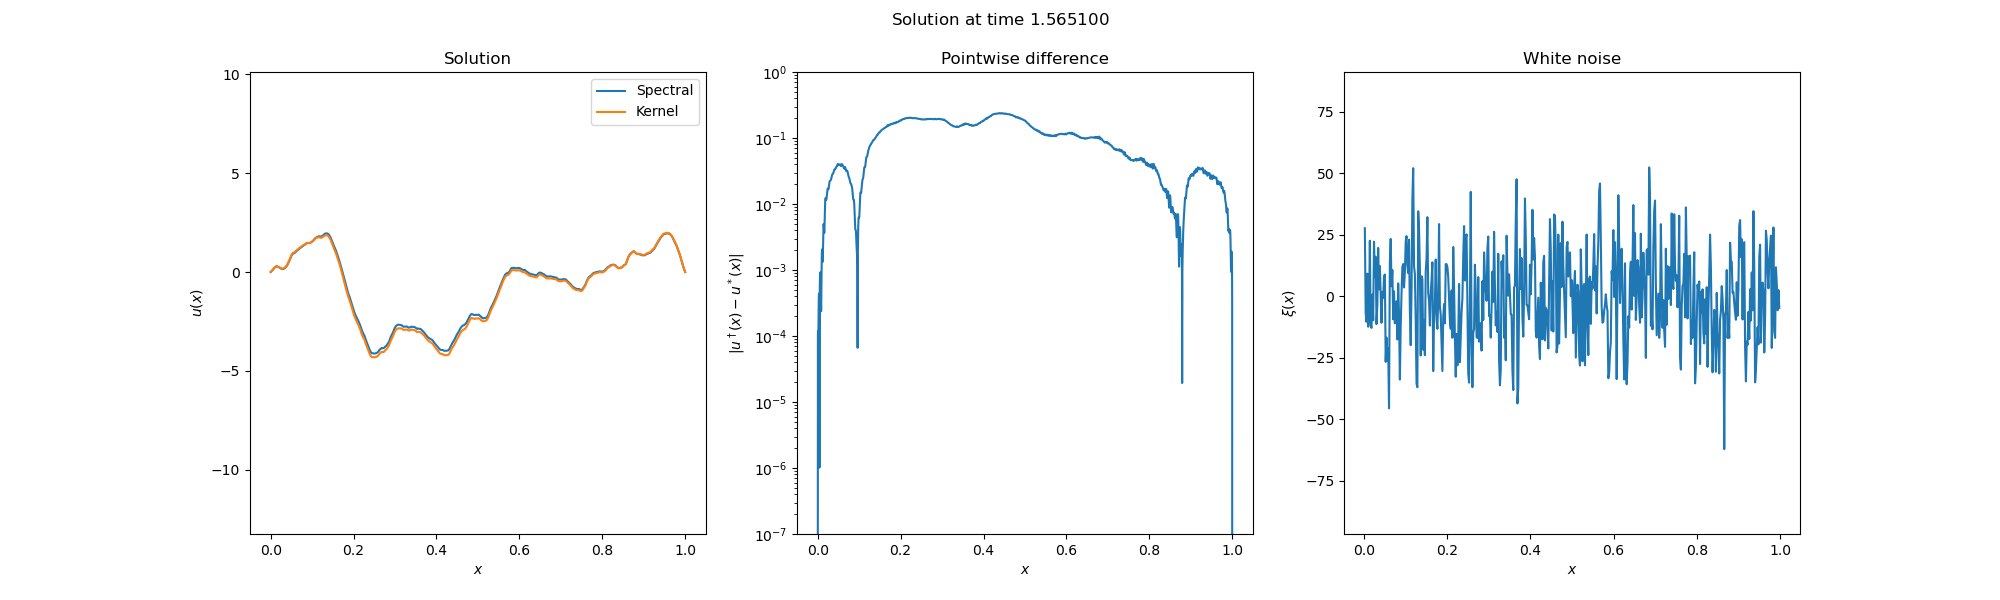 Solution at time 1.565100
Solution
10
5
0
−5
−10
u(x)
0.0 0.2 0.4 0.6 0.8 1.0
x
Spectral
Kernel
Pointwise difference
10⁰
10⁻¹
10⁻²
10⁻³
10⁻⁴
10⁻⁵
10⁻⁶
10⁻⁷
|u†(x) − u*(x)|
0.0 0.2 0.4 0.6 0.8 1.0
x
White noise
75
50
25
0
−25
−50
−75
ξ(x)
0.0 0.2 0.4 0.6 0.8 1.0
x